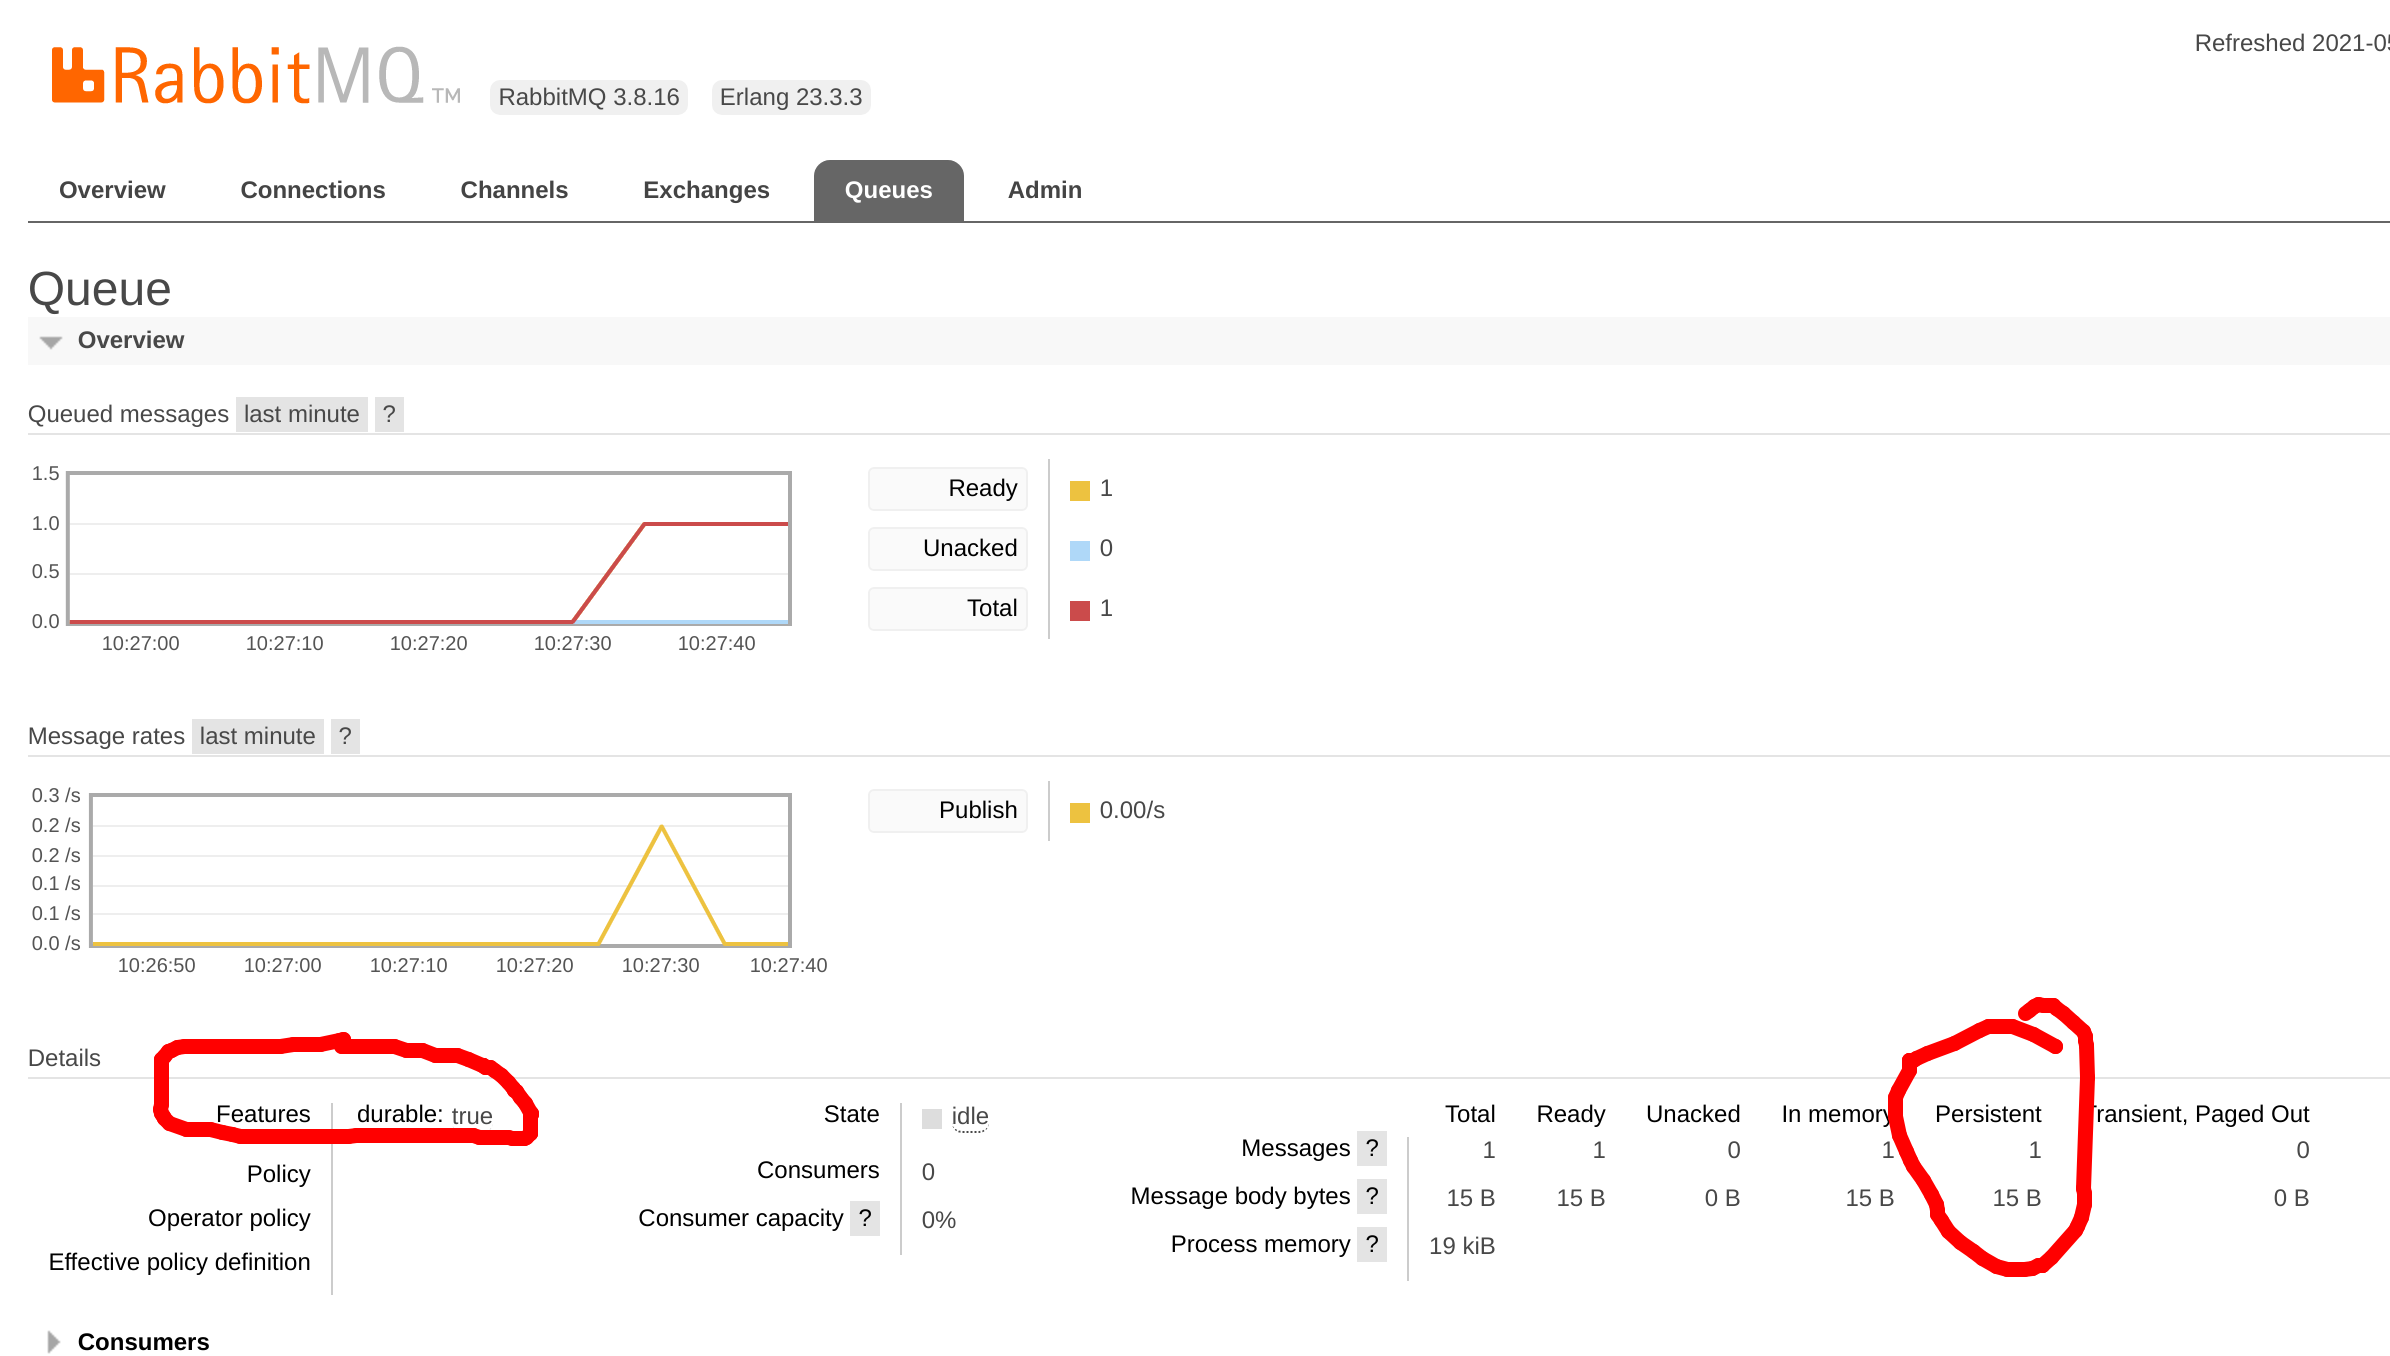 Refreshed 2021-05
RabbitMQ TM RabbitMQ 3.8.16 Erlang 23.3.3
Overview Connections Channels Exchanges Queues Admin
Queue
Overview
Queued messages last minute ?
1.5
1.0
0.5
0.0
10:27:00 10:27:10 10:27:20 10:27:30 10:27:40
Ready 1
Unacked 0
Total 1
Message rates last minute ?
0.3 /s
0.2 /s
0.2 /s
0.1 /s
0.1 /s
0.0 /s
10:26:50 10:27:00 10:27:10 10:27:20 10:27:30 10:27:40
Publish 0.00/s
Details
Features durable: true
Policy
Operator policy
Effective policy definition
State idle
Consumers 0
Consumer capacity ? 0%
Total Ready Unacked In memory Persistent Transient, Paged Out
Messages ? 1 1 0 1 1 0
Message body bytes ? 15 B 15 B 0 B 15 B 15 B 0 B
Process memory ? 19 kiB
Consumers